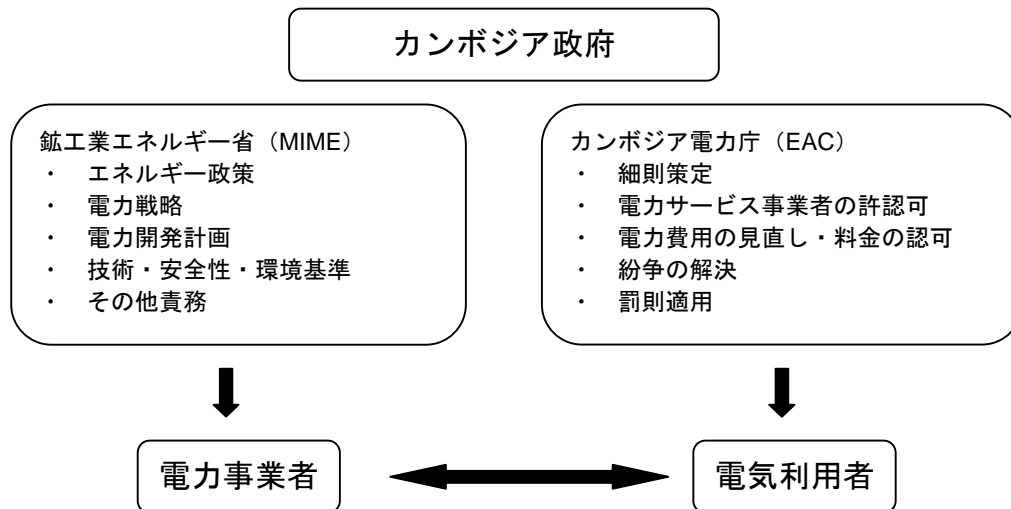 カンボジア政府
鉱工業エネルギー省（MIME）
・ エネルギー政策
・ 電力戦略
・ 電力開発計画
・ 技術・安全性・環境基準
・ その他責務
カンボジア電力庁（EAC）
・ 細則策定
・ 電力サービス事業者の許認可
・ 電力費用の見直し・料金の認可
・ 紛争の解決
・ 罰則適用
電力事業者
電気利用者